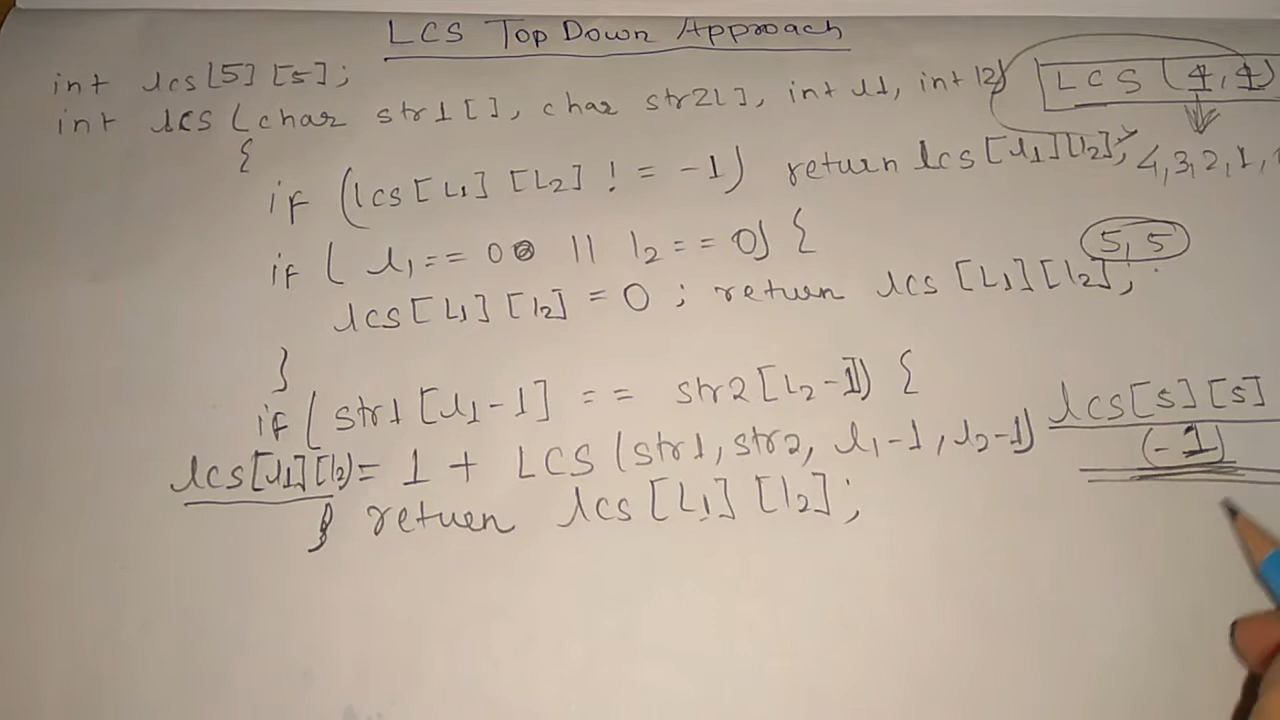 LCS Top Down Approach
int lcs[5][5];
int LCS (char str1[], char str2[], int l1, int l2) LCS (4,4)
{
if (lcs[L1][L2] != -1) return lcs[l1][l2]; 4,3,2,1,
if ( l1 == 0 || l2 == 0) { 5,5
lcs[L1][l2] = 0 ; return lcs [L1][l2];
}
if (str1 [l1-1] == str2 [l2-1]) {
lcs[l1][l2] = 1 + LCS (str1, str2, l1-1, l2-1) lcs[5][5]
(-1)
} return lcs [L1] [l2];